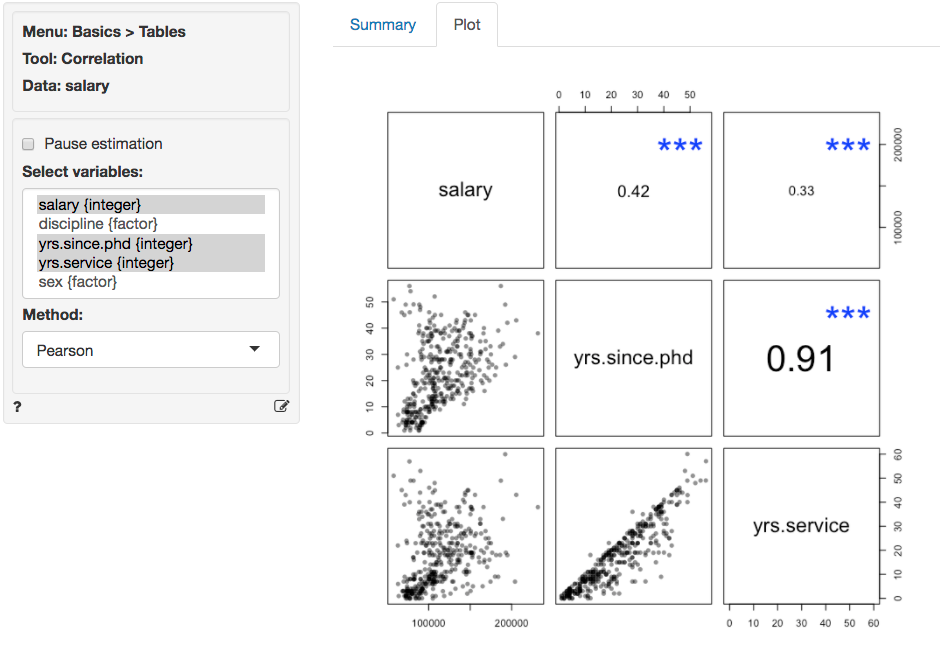 Menu: Basics > Tables
Tool: Correlation
Data: salary
Pause estimation
Select variables:
salary {integer}
discipline {factor}
yrs.since.phd {integer}
yrs.service {integer}
sex {factor}
Method:
Pearson
?
Summary Plot
0 10 20 30 40 50
salary
***
0.42
***
0.33
200000
100000
50
40
30
20
10
0
yrs.since.phd
***
0.91
yrs.service
60
50
40
30
20
10
0
100000 200000
0 10 20 30 40 50 60